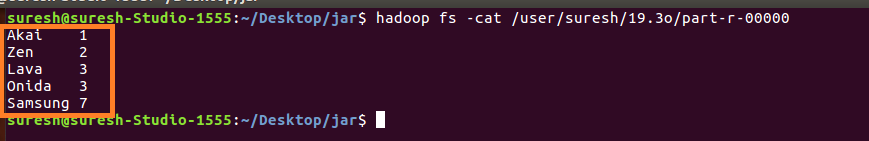 suresh@suresh-Studio-1555:~/Desktop/jar$ hadoop fs -cat /user/suresh/19.3o/part-r-00000
Akai 1
Zen 2
Lava 3
Onida 3
Samsung 7
suresh@suresh-Studio-1555:~/Desktop/jar$